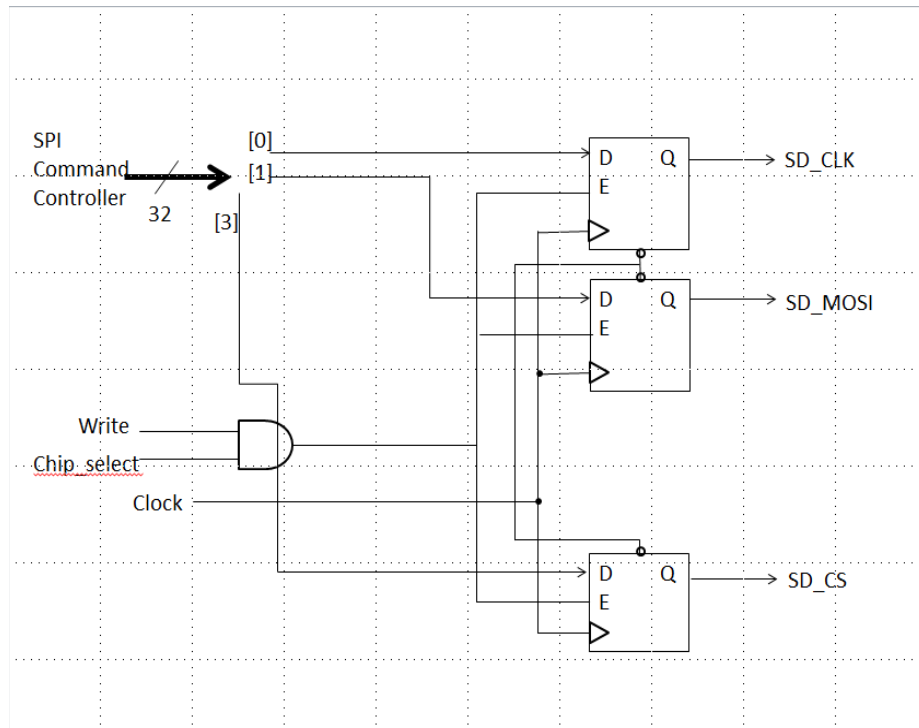 SPI
Command
Controller
32
[0]
[1]
[3]
D Q
E
SD_CLK
D Q
E
SD_MOSI
Write
Chip_select
Clock
D Q
E
SD_CS